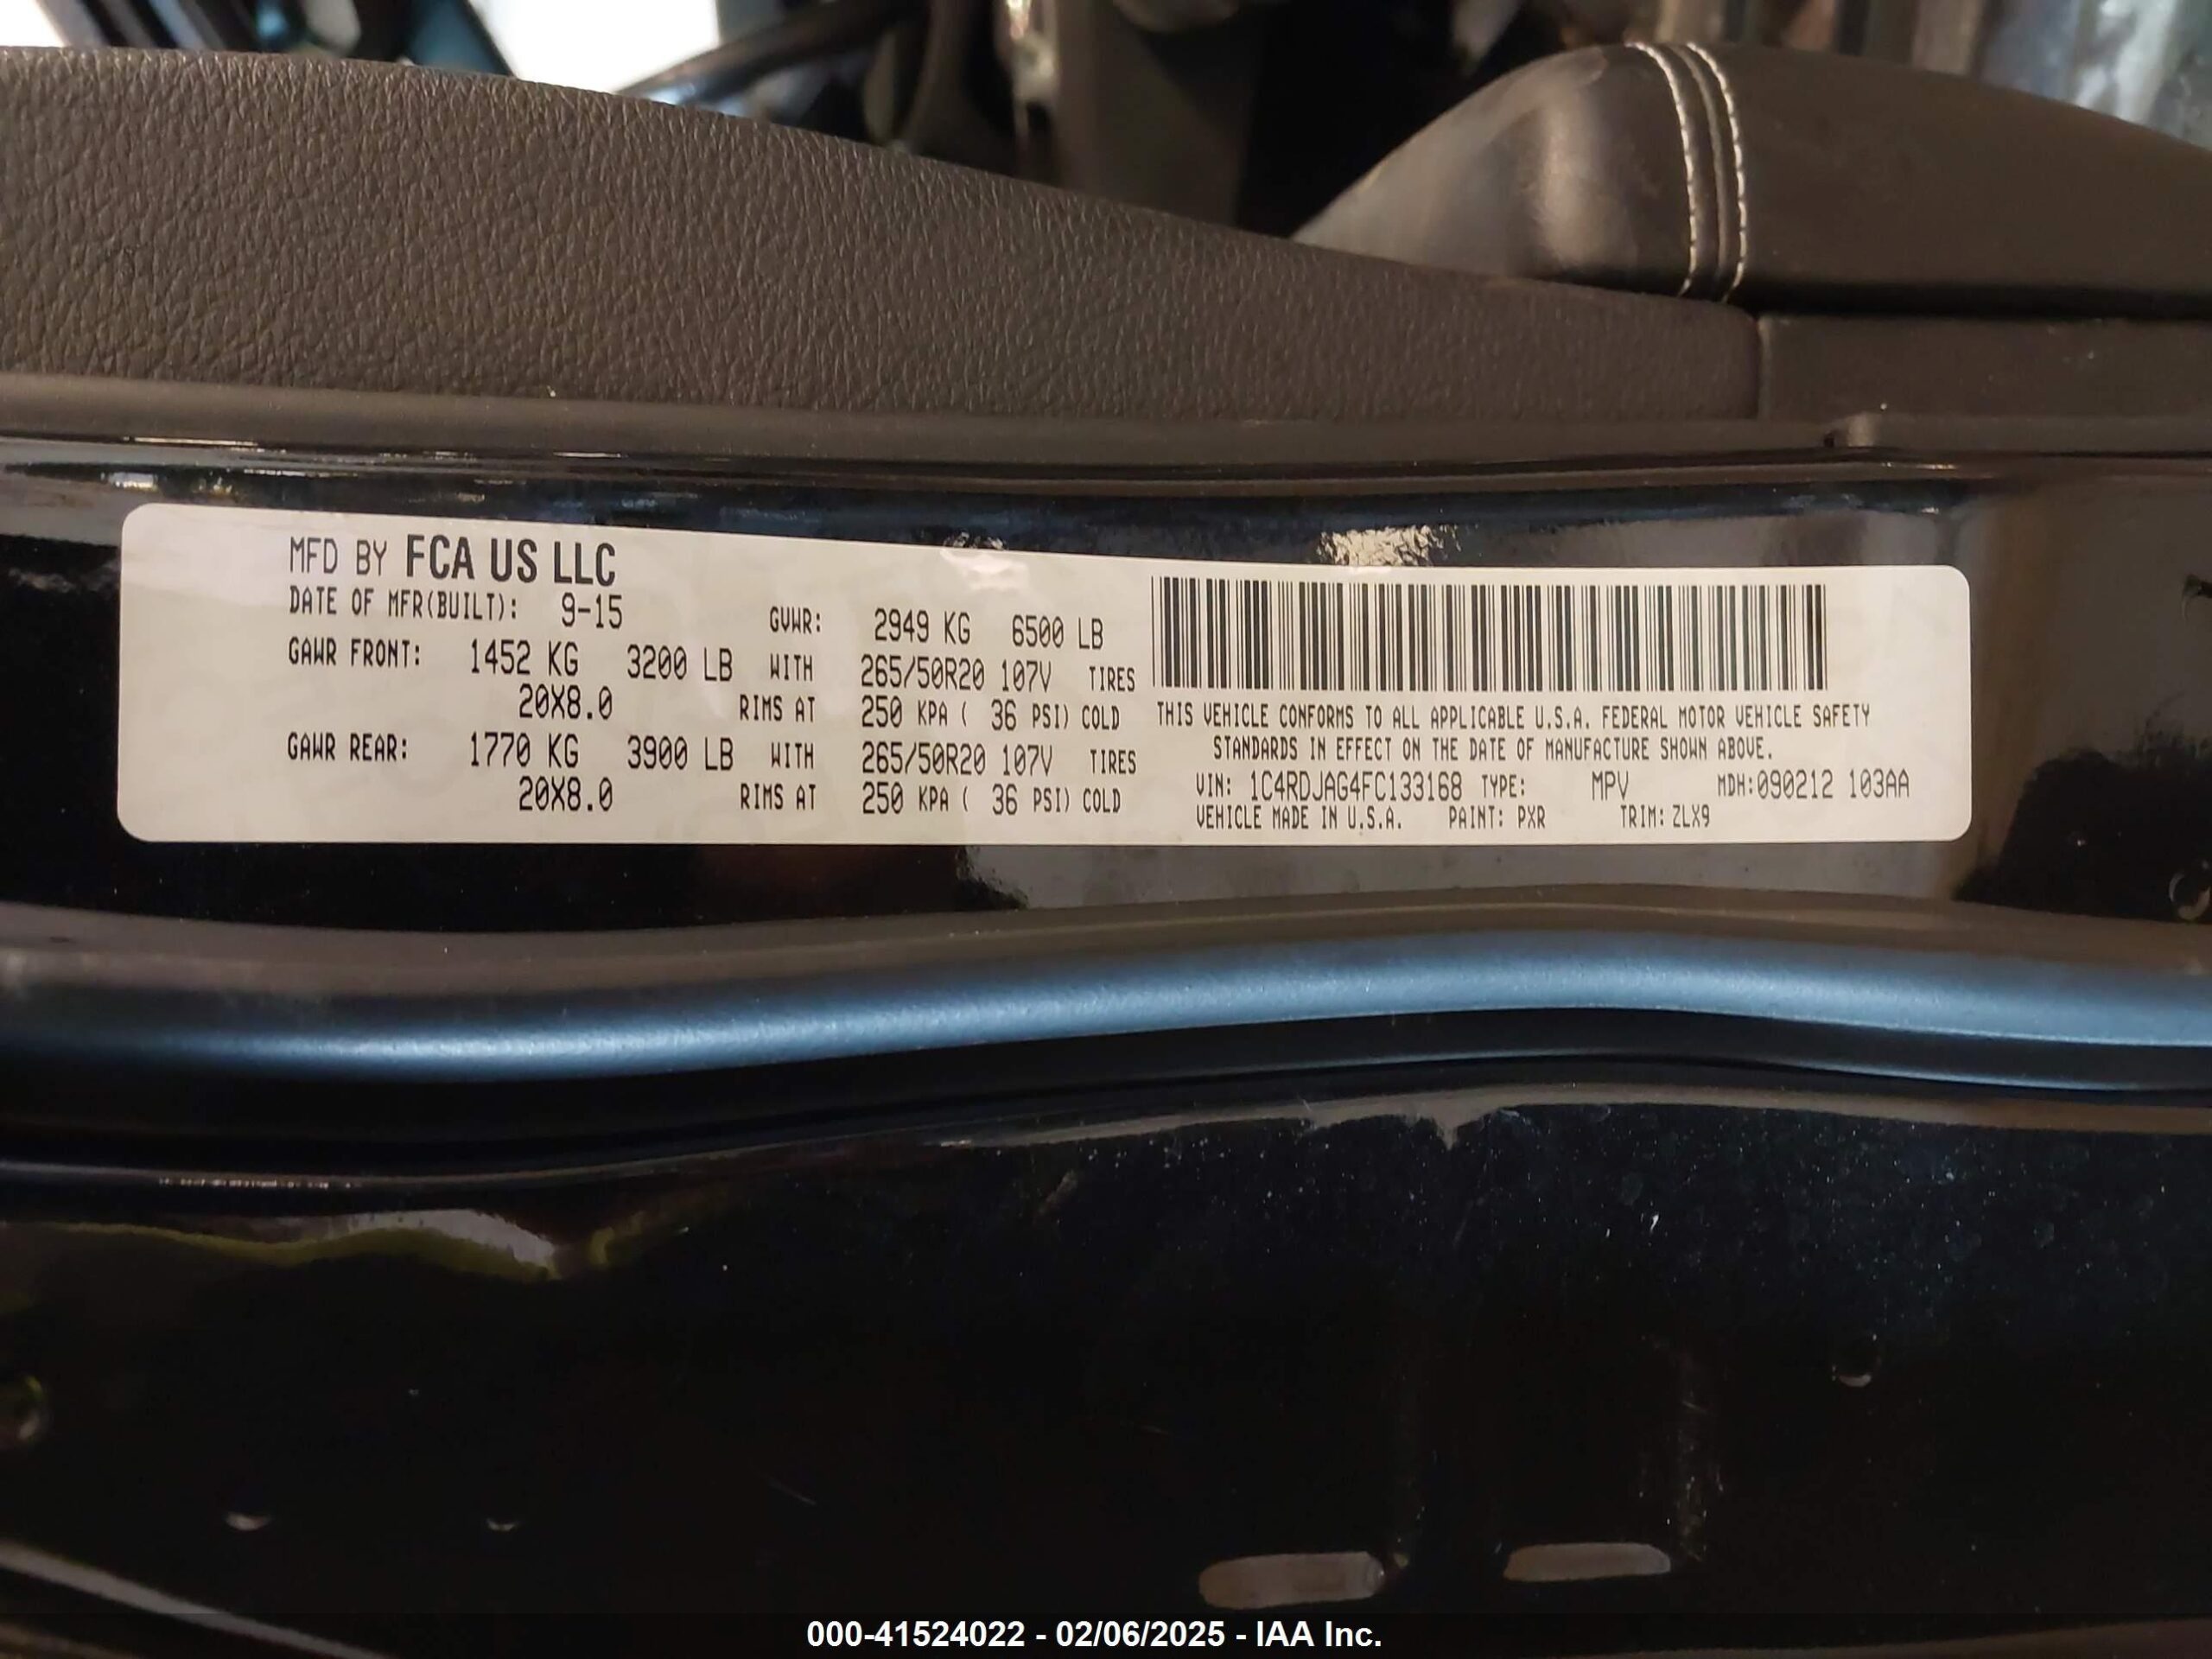 MFD BY FCA US LLC
DATE OF MFR(BUILT): 9-15 GVWR: 2949 KG 6500 LB
GAWR FRONT: 1452 KG 3200 LB WITH 265/50R20 107V TIRES
20X8.0 RIMS AT 250 KPA ( 36 PSI) COLD
GAWR REAR: 1770 KG 3900 LB WITH 265/50R20 107V TIRES
20X8.0 RIMS AT 250 KPA ( 36 PSI) COLD
THIS VEHICLE CONFORMS TO ALL APPLICABLE U.S.A. FEDERAL MOTOR VEHICLE SAFETY
STANDARDS IN EFFECT ON THE DATE OF MANUFACTURE SHOWN ABOVE.
VIN: 1C4RDJAG4FC133168 TYPE: MPV MDH:090212 103AA
VEHICLE MADE IN U.S.A. PAINT: PXR TRIM: ZLX9
000-41524022 - 02/06/2025 - IAA Inc.